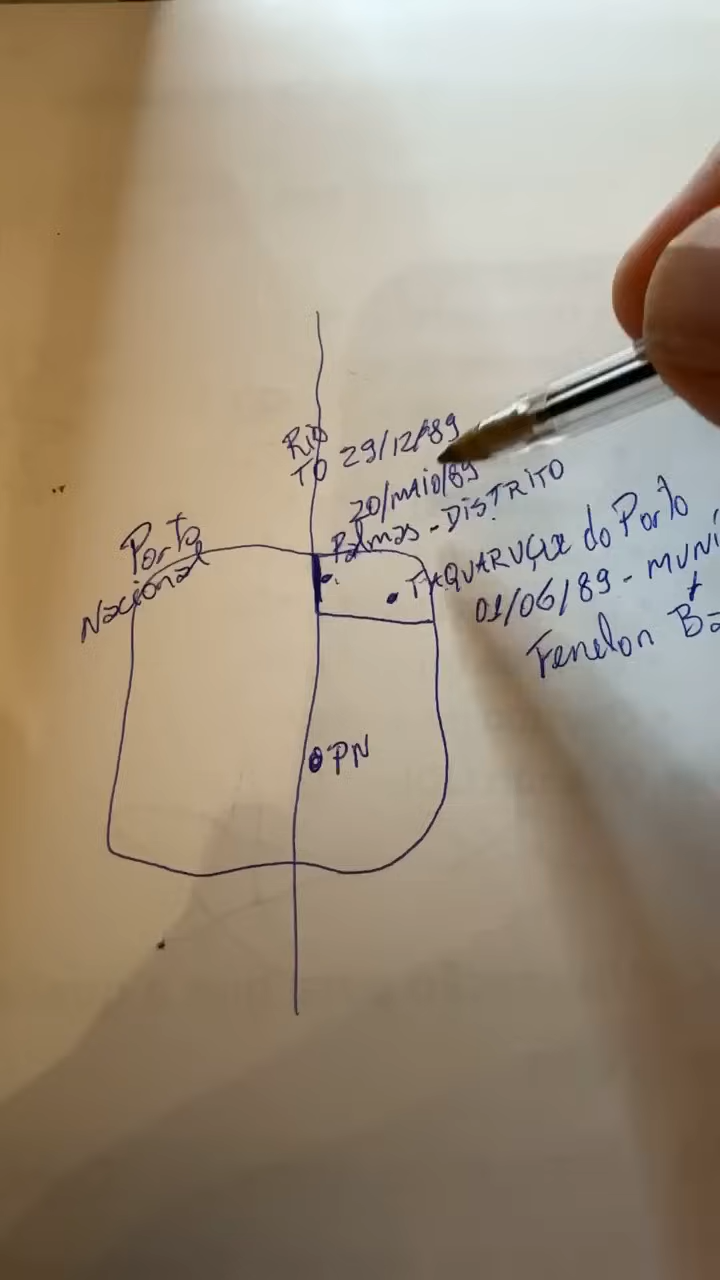 RIO
TO
29/12/89
20/MAIO/89
Palmas - DISTRITO
Porto
Nacional
TAQUARUÇU do Porto
01/06/89 - MUNI
+
Fenelon Ba
PN